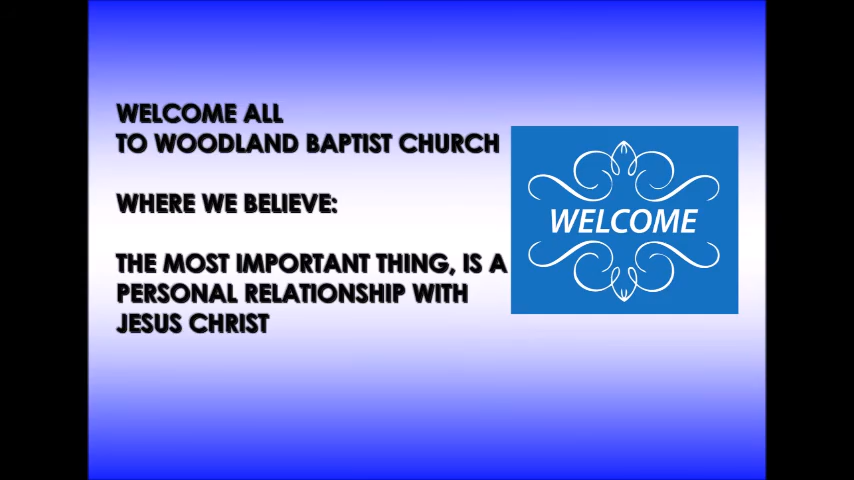 WELCOME ALL
TO WOODLAND BAPTIST CHURCH
WHERE WE BELIEVE:
THE MOST IMPORTANT THING, IS A
PERSONAL RELATIONSHIP WITH
JESUS CHRIST
WELCOME